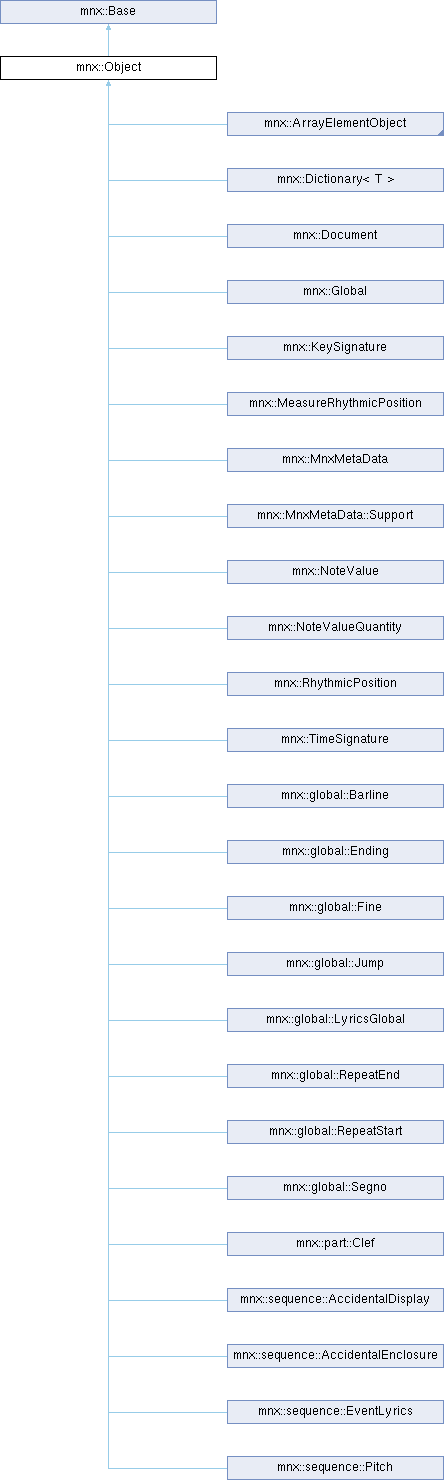 mnx::Base
mnx::Object
mnx::ArrayElementObject
mnx::Dictionary< T >
mnx::Document
mnx::Global
mnx::KeySignature
mnx::MeasureRhythmicPosition
mnx::MnxMetaData
mnx::MnxMetaData::Support
mnx::NoteValue
mnx::NoteValueQuantity
mnx::RhythmicPosition
mnx::TimeSignature
mnx::global::Barline
mnx::global::Ending
mnx::global::Fine
mnx::global::Jump
mnx::global::LyricsGlobal
mnx::global::RepeatEnd
mnx::global::RepeatStart
mnx::global::Segno
mnx::part::Clef
mnx::sequence::AccidentalDisplay
mnx::sequence::AccidentalEnclosure
mnx::sequence::EventLyrics
mnx::sequence::Pitch